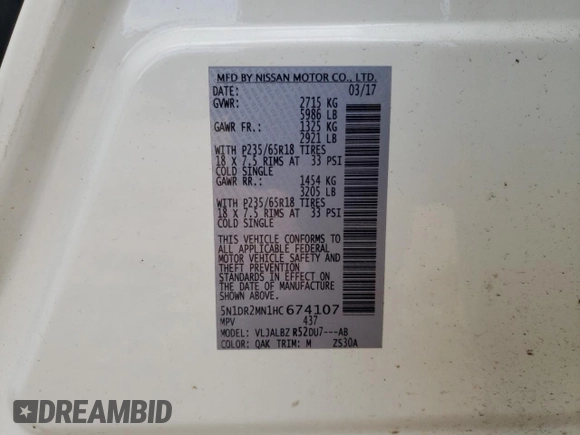 MFD BY NISSAN MOTOR CO., LTD.
DATE: 03/17
GVWR: 2715 KG
5986 LB
GAWR FR.: 1325 KG
2921 LB
WITH P235/65R18 TIRES
18 X 7.5 RIMS AT 33 PSI
COLD SINGLE
GAWR RR.: 1454 KG
3205 LB
WITH P235/65R18 TIRES
18 X 7.5 RIMS AT 33 PSI
COLD SINGLE
THIS VEHICLE CONFORMS TO
ALL APPLICABLE FEDERAL
MOTOR VEHICLE SAFETY AND
THEFT PREVENTION
STANDARDS IN EFFECT ON
THE DATE OF MANUFACTURE
SHOWN ABOVE.
5N1DR2MN1HC674107
MPV 437
MODEL: VLJALBZ R52DU7---AB
COLOR: QAK TRIM: M ZS30A
DREAMBID